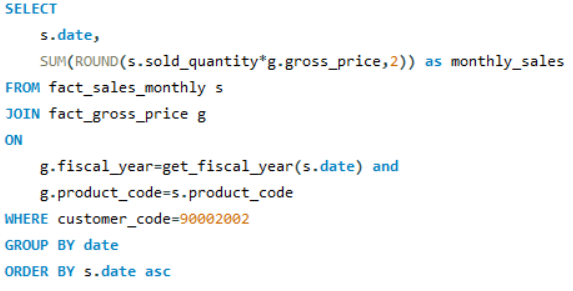 SELECT
s.date,
SUM(ROUND(s.sold_quantity*g.gross_price,2)) as monthly_sales
FROM fact_sales_monthly s
JOIN fact_gross_price g
ON
g.fiscal_year=get_fiscal_year(s.date) and
g.product_code=s.product_code
WHERE customer_code=90002002
GROUP BY date
ORDER BY s.date asc